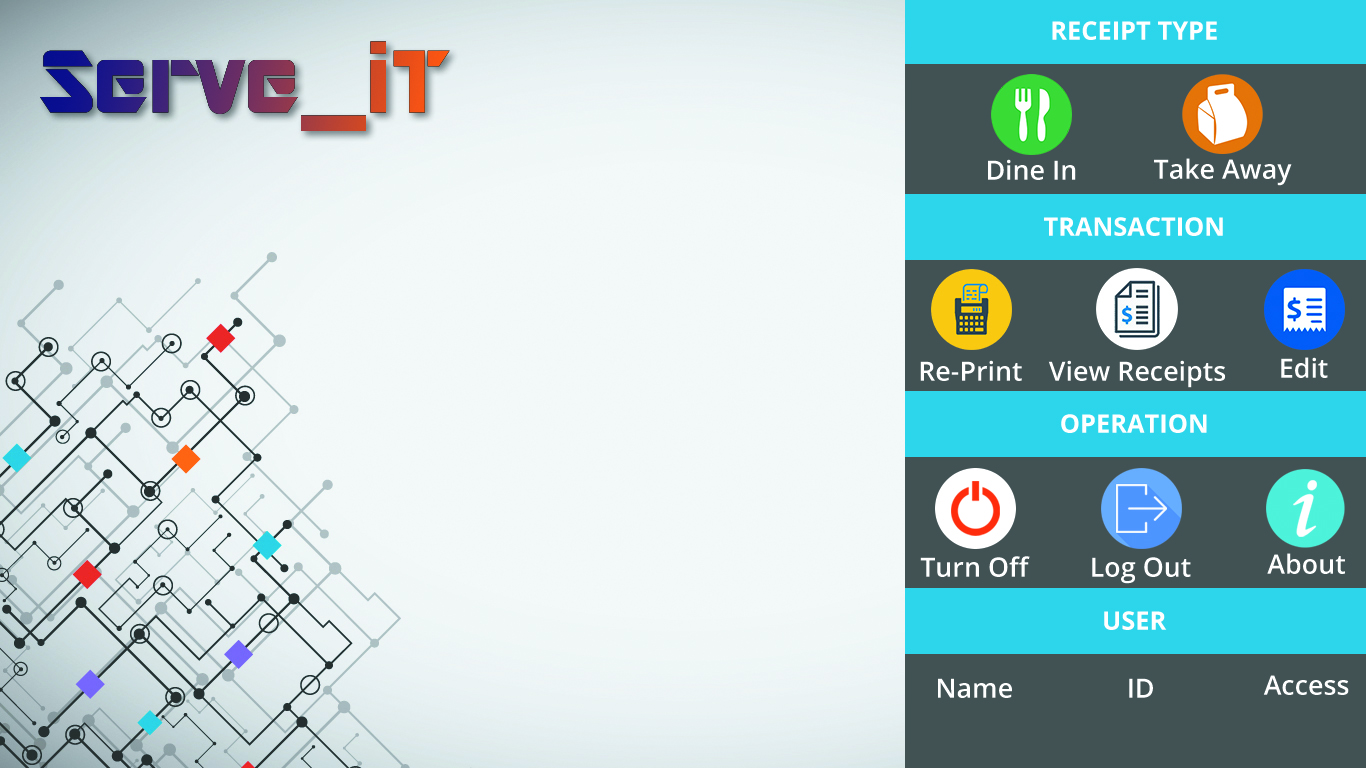 Serve_iT
RECEIPT TYPE
Dine In
Take Away
TRANSACTION
Re-Print
View Receipts
Edit
OPERATION
Turn Off
Log Out
About
USER
Name
ID
Access